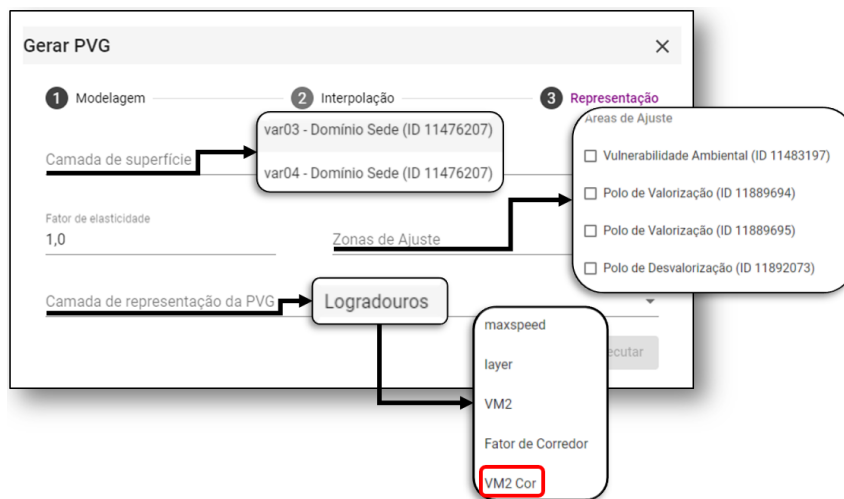 Gerar PVG
1 Modelagem
2 Interpolação
3 Representação
Camada de superfície
var03 - Domínio Sede (ID 11476207)
var04 - Domínio Sede (ID 11476207)
Áreas de Ajuste
Vulnerabilidade Ambiental (ID 11483197)
Polo de Valorização (ID 11889694)
Polo de Valorização (ID 11889695)
Polo de Desvalorização (ID 11892073)
Fator de elasticidade
1,0
Zonas de Ajuste
Camada de representação da PVG
Logradouros
maxspeed
layer
VM2
Fator de Corredor
VM2 Cor